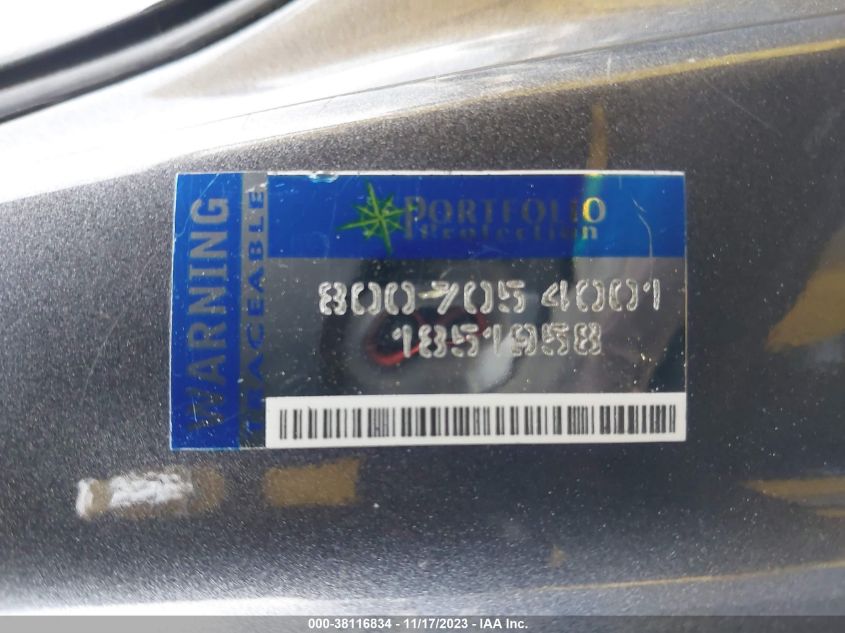 WARNING
TRACEABLE
PORTFOLIO
Protection
800-705-4001
1851958
000-38116834 - 11/17/2023 - IAA Inc.